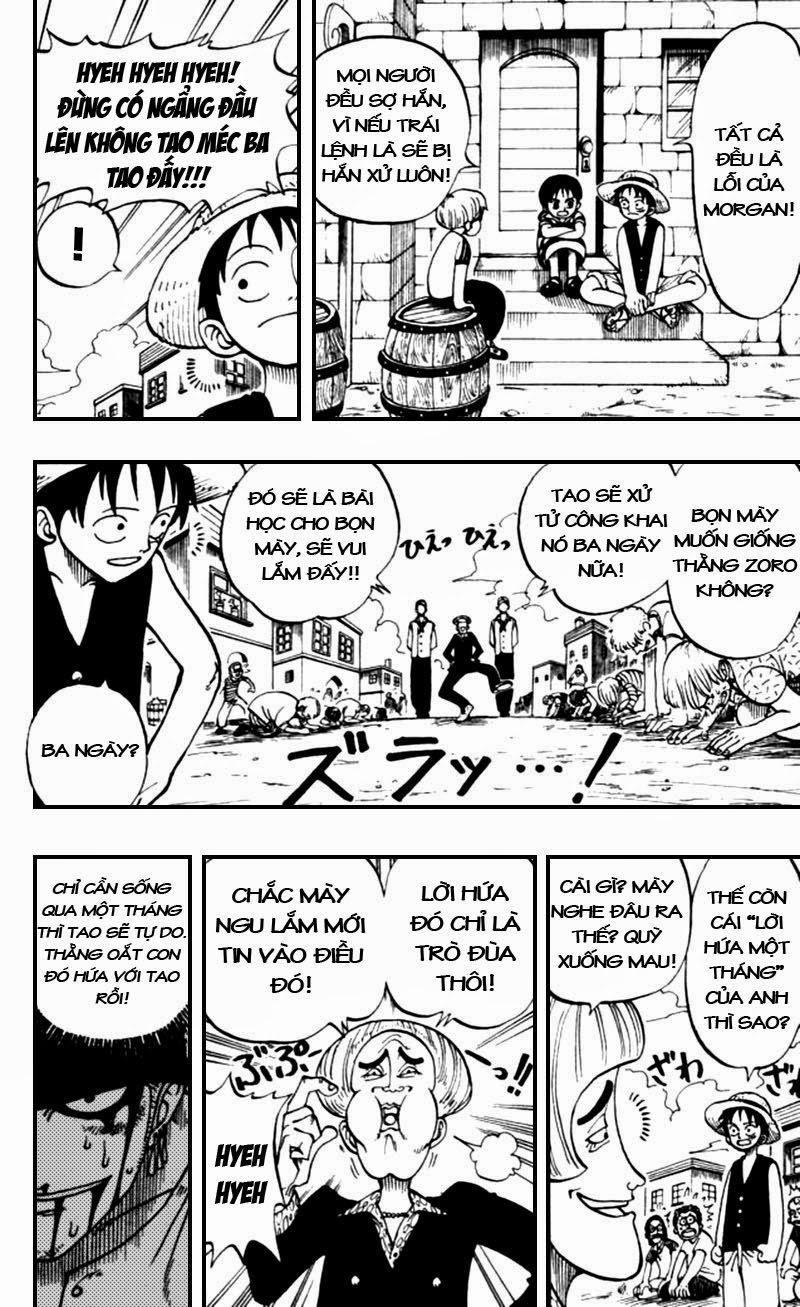 TẤT CẢ
ĐỀU LÀ
LỖI CỦA
MORGAN!
MỌI NGƯỜI
ĐỀU SỢ HẮN,
VÌ NẾU TRÁI
LỆNH LÀ SẼ BỊ
HẮN XỬ LUÔN!
HYEH HYEH HYEH!
ĐỪNG CÓ NGẨNG ĐẦU
LÊN KHÔNG TAO MÉC BA
TAO ĐẤY!!!
!
BỌN MÀY
MUỐN GIỐNG
THẰNG ZORO
KHÔNG?
TAO SẼ XỬ
TỬ CÔNG KHAI
NÓ BA NGÀY
NỮA!
ĐÓ SẼ LÀ BÀI
HỌC CHO BỌN
MÀY, SẼ VUI
LẮM ĐẤY!!
ひえっ ひえっ
ズラッ…!
BA NGÀY?
THẾ CÒN
CÁI “LỜI
HỨA MỘT
THÁNG”
CỦA ANH
THÌ SAO?
CÁI GÌ? MÀY
NGHE ĐÂU RA
THẾ? QUỲ
XUỐNG MAU!
ざわ ざわ
LỜI HỨA
ĐÓ CHỈ LÀ
TRÒ ĐÙA
THÔI!
CHẮC MÀY
NGU LẮM MỚI
TIN VÀO ĐIỀU
ĐÓ!
ぶぷーーっ!!
HYEH
HYEH
CHỈ CẦN SỐNG
QUA MỘT THÁNG
THÌ TAO SẼ TỰ DO.
THẰNG OẮT CON
ĐÓ HỨA VỚI TAO
RỒI!